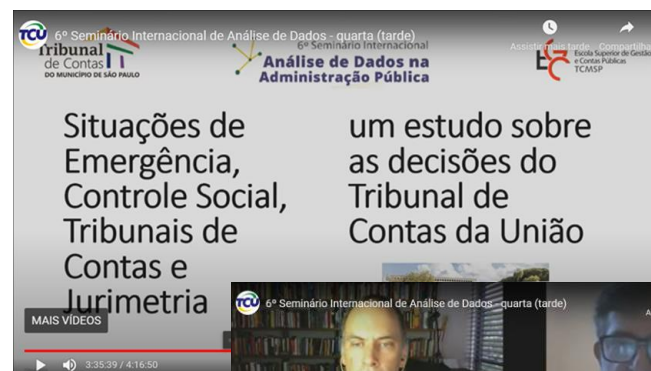 TCU 6º Seminário Internacional de Análise de Dados - quarta (tarde)
Assistir mais tarde
Compartilha
Tribunal
de Contas
DO MUNICÍPIO DE SÃO PAULO
6º Seminário Internacional
Análise de Dados na
Administração Pública
Escola Superior de Gestão
e Contas Públicas
TCMSP
Situações de
Emergência,
Controle Social,
Tribunais de
Contas e
Jurimetria
um estudo sobre
as decisões do
Tribunal de
Contas da União
MAIS VÍDEOS
3:35:39 / 4:16:50
TCU 6º Seminário Internacional de Análise de Dados - quarta (tarde)
A